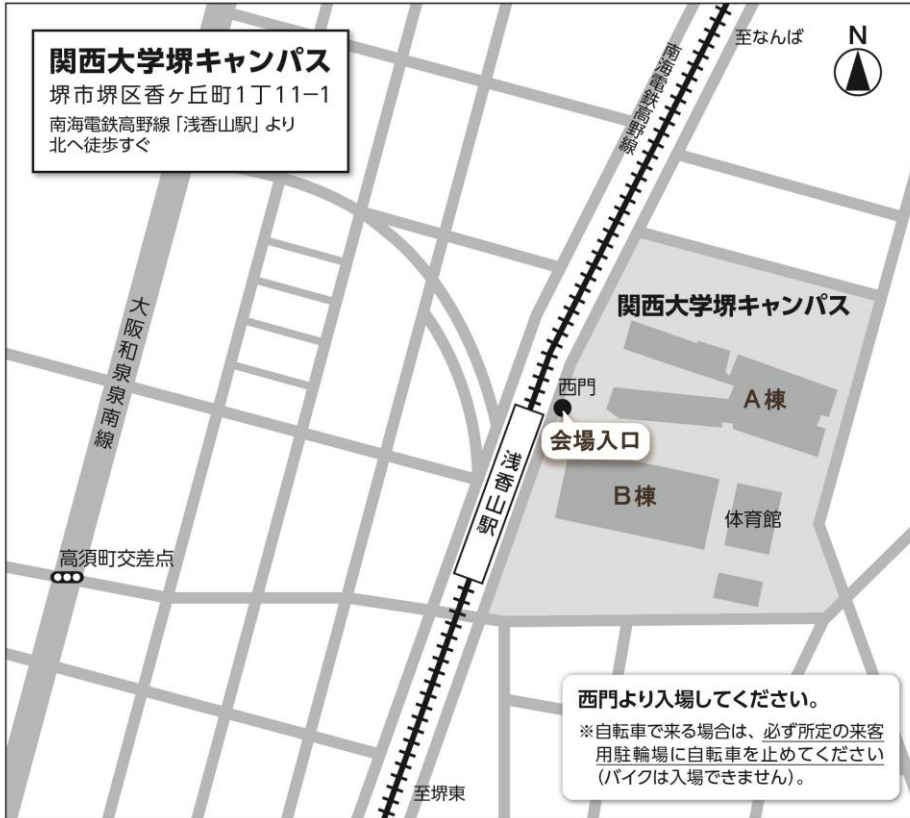 関西大学堺キャンパス
堺市堺区香ヶ丘町1丁11-1
南海電鉄高野線「浅香山駅」より
北へ徒歩すぐ
至なんば
N
南海電鉄高野線
大阪和泉泉南線
関西大学堺キャンパス
西門
A棟
会場入口
浅香山駅
B棟
体育館
高須町交差点
西門より入場してください。
※自転車で来る場合は、必ず所定の来客
用駐輪場に自転車を止めてください
(バイクは入場できません)。
至堺東